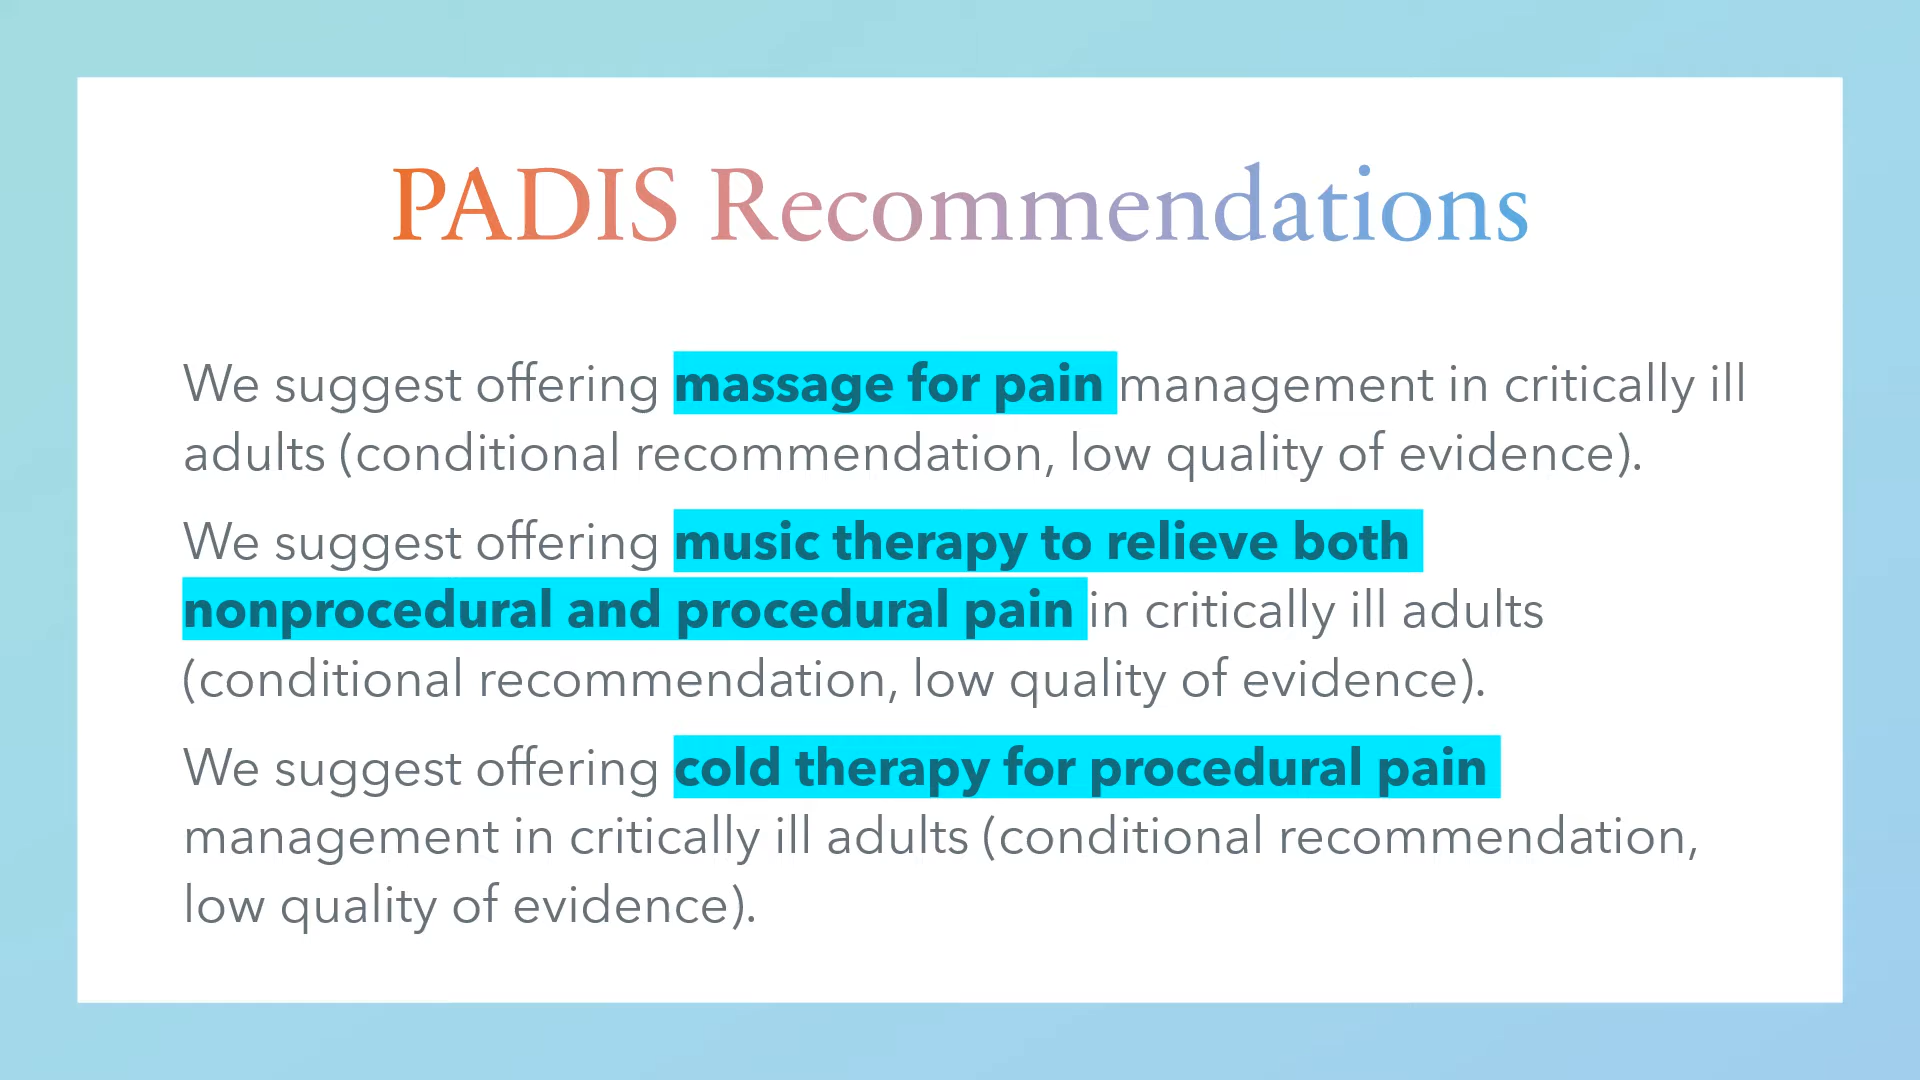 PADIS Recommendations
We suggest offering massage for pain management in critically ill
adults (conditional recommendation, low quality of evidence).
We suggest offering music therapy to relieve both
nonprocedural and procedural pain in critically ill adults
(conditional recommendation, low quality of evidence).
We suggest offering cold therapy for procedural pain
management in critically ill adults (conditional recommendation,
low quality of evidence).